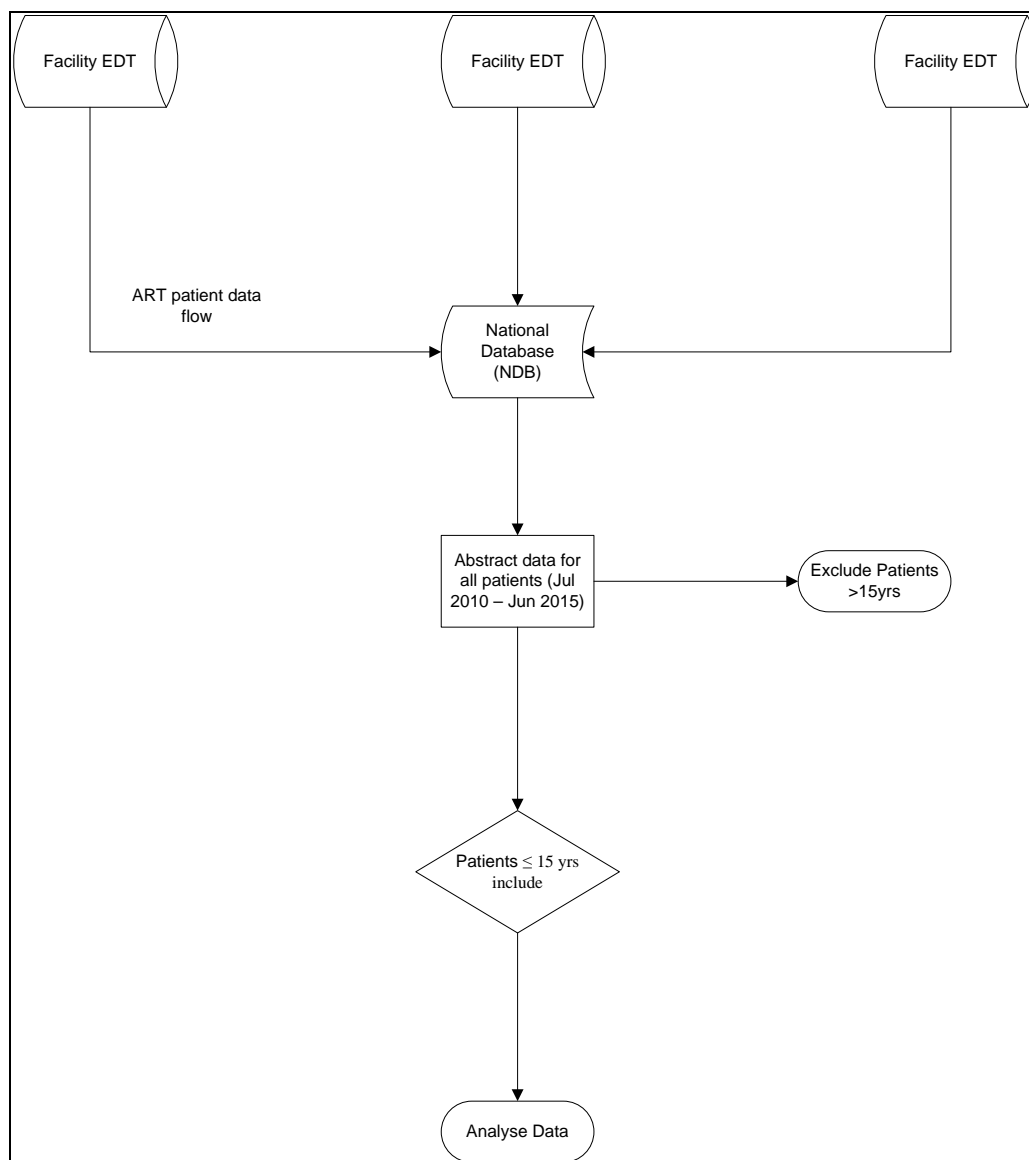 Facility EDT
Facility EDT
Facility EDT
ART patient data
flow
National
Database
(NDB)
Abstract data for
all patients (Jul
2010 – Jun 2015)
Exclude Patients
>15yrs
Patients ≤ 15 yrs
include
Analyse Data